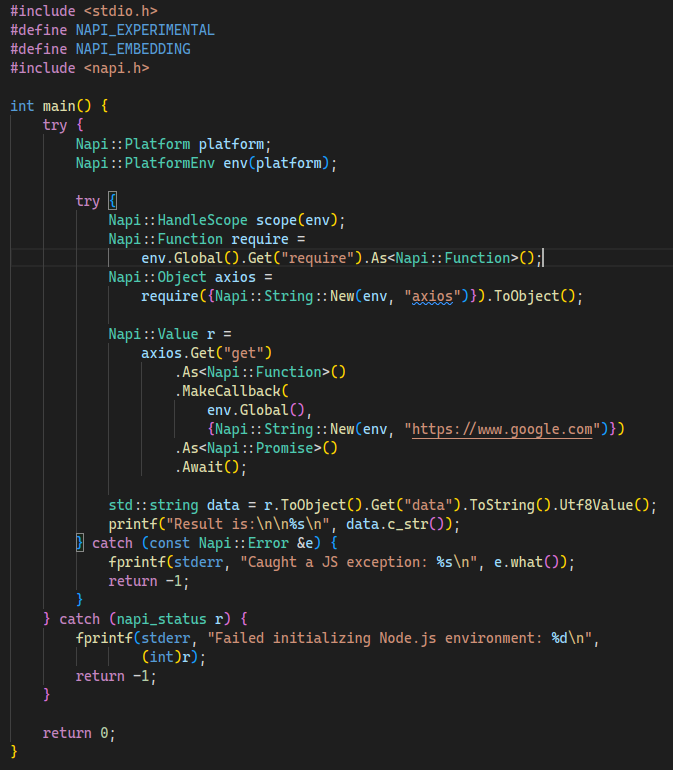 #include <stdio.h>
#define NAPI_EXPERIMENTAL
#define NAPI_EMBEDDING
#include <napi.h>

int main() {
    try {
        Napi::Platform platform;
        Napi::PlatformEnv env(platform);

        try {
            Napi::HandleScope scope(env);
            Napi::Function require =
                env.Global().Get("require").As<Napi::Function>();
            Napi::Object axios =
                require({Napi::String::New(env, "axios")}).ToObject();

            Napi::Value r =
                axios.Get("get")
                    .As<Napi::Function>()
                    .MakeCallback(
                        env.Global(),
                        {Napi::String::New(env, "https://www.google.com")})
                    .As<Napi::Promise>()
                    .Await();

            std::string data = r.ToObject().Get("data").ToString().Utf8Value();
            printf("Result is:\n\n%s\n", data.c_str());
        } catch (const Napi::Error &e) {
            fprintf(stderr, "Caught a JS exception: %s\n", e.what());
            return -1;
        }
    } catch (napi_status r) {
        fprintf(stderr, "Failed initializing Node.js environment: %d\n",
                (int)r);
        return -1;
    }

    return 0;
}